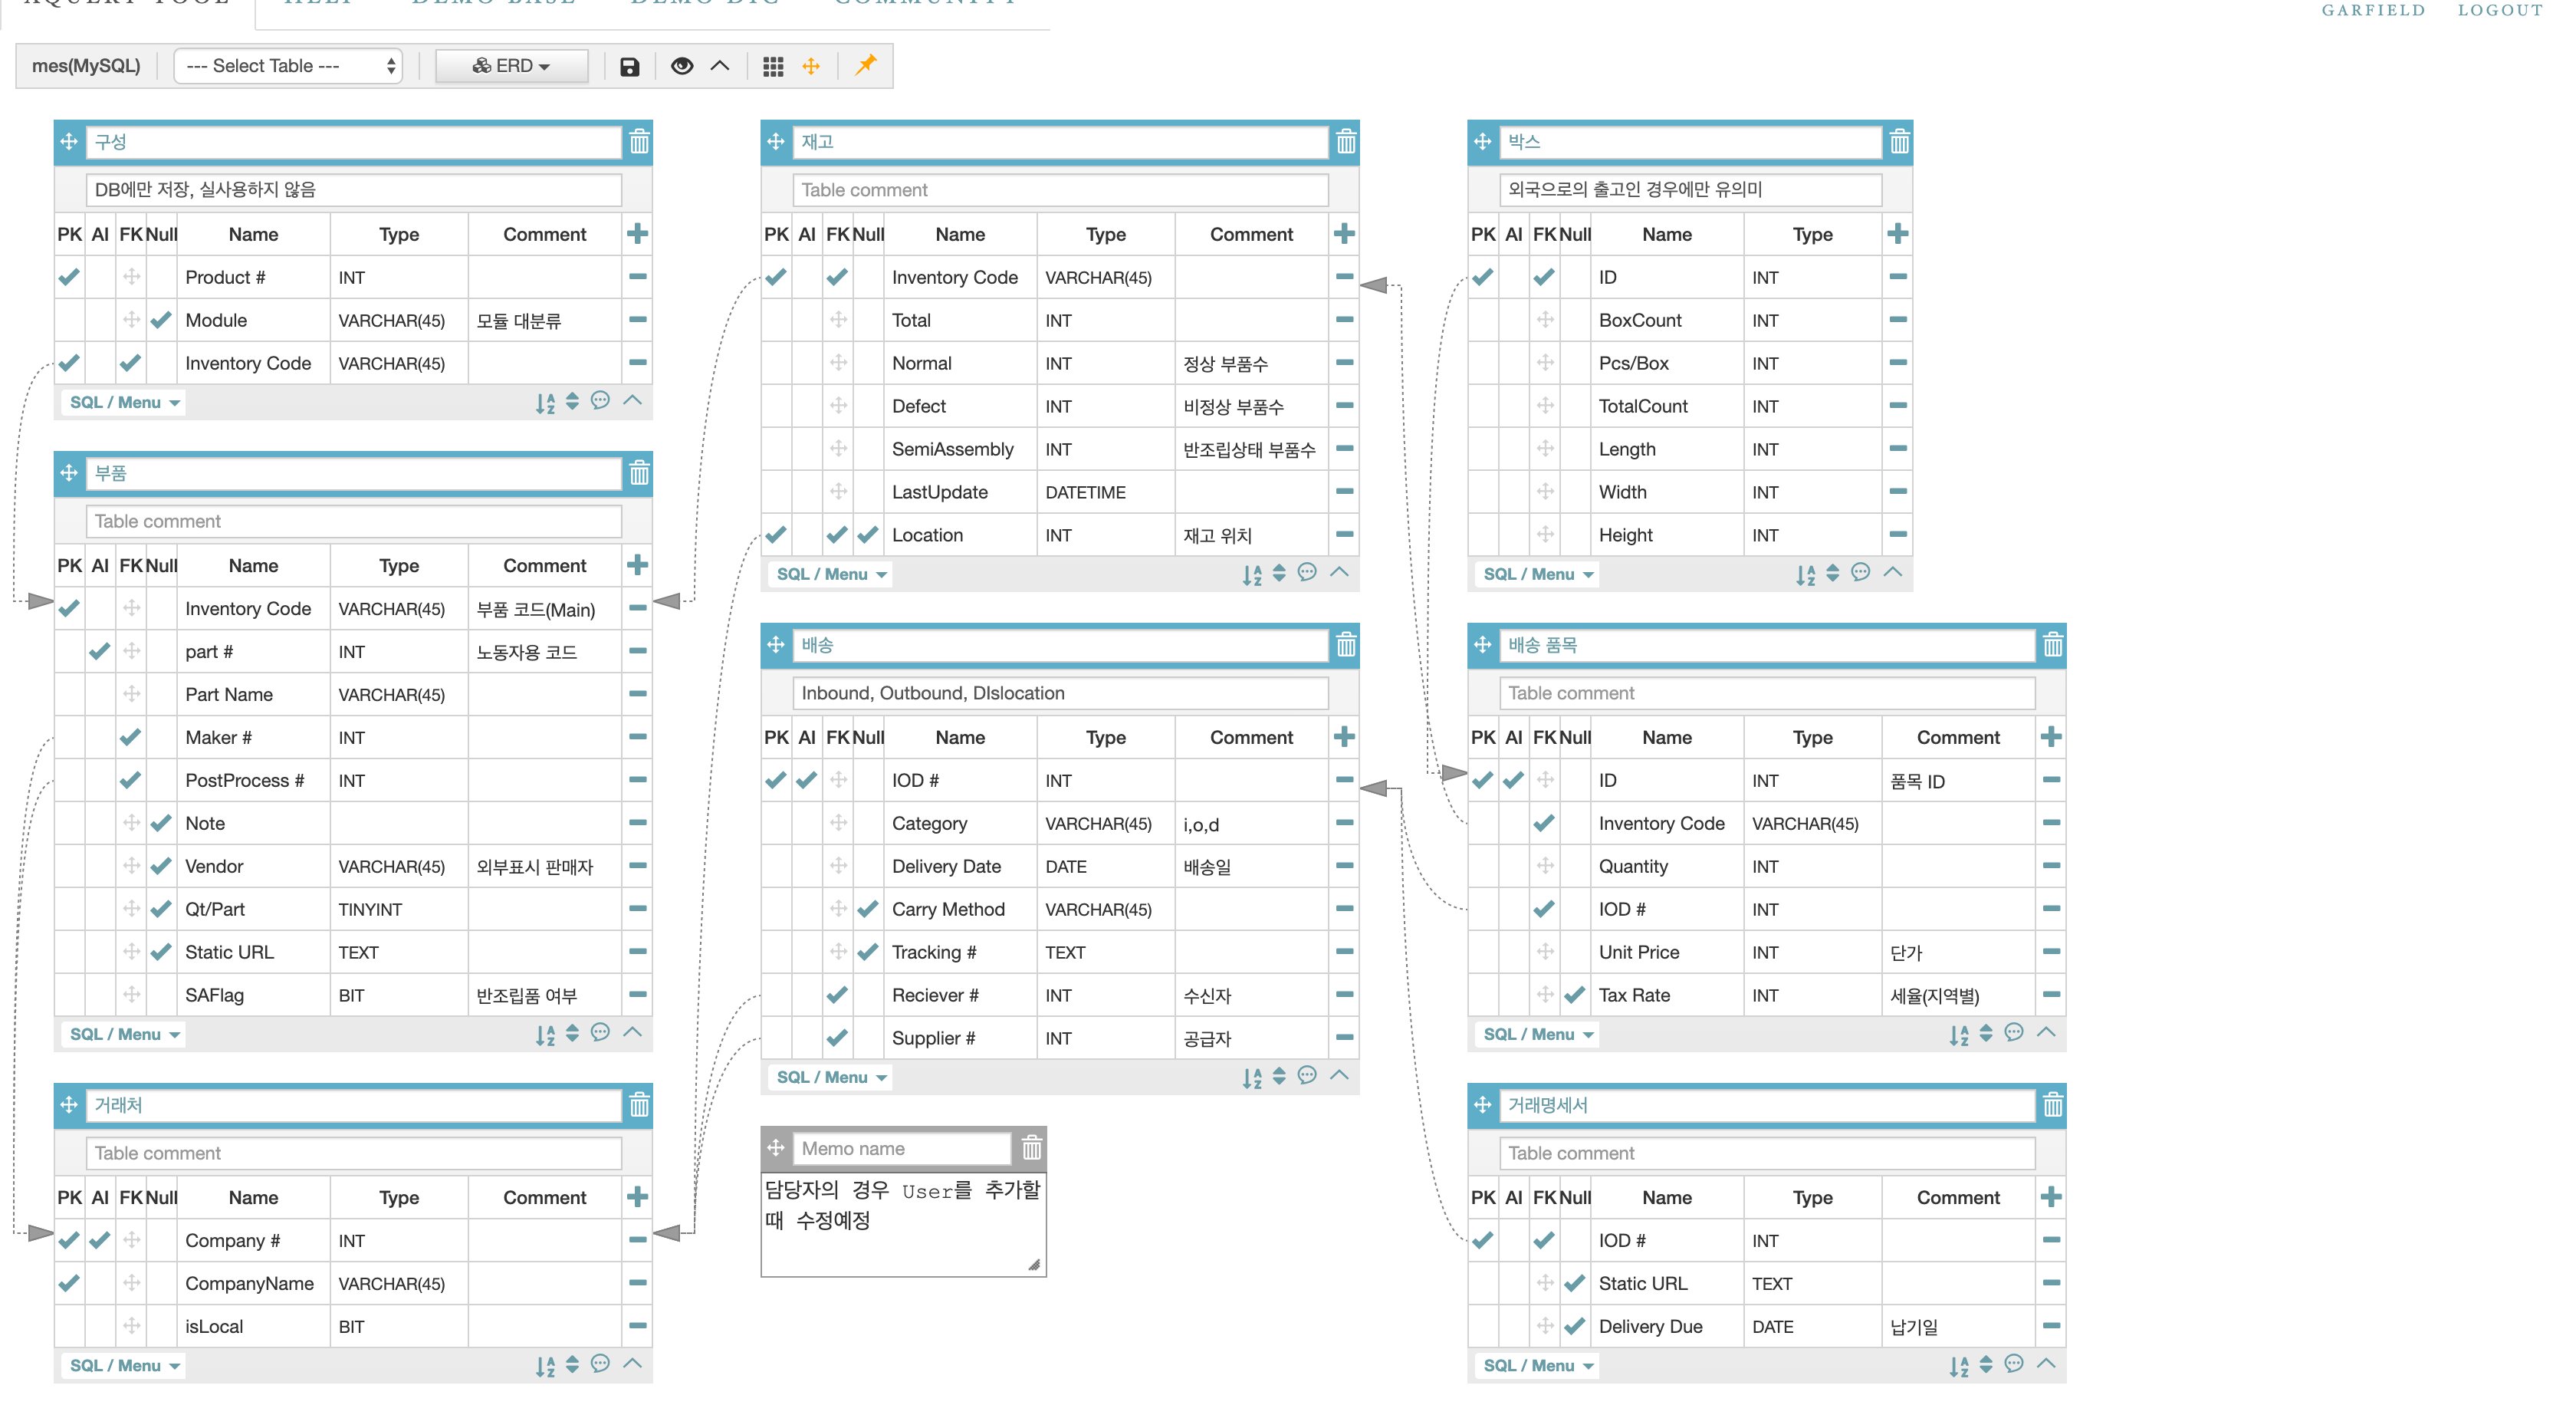 AQUERY TOOL HELP DEMO BASE DEMO DIC COMMUNITY
GARFIELD LOGOUT
mes(MySQL) --- Select Table --- ERD
구성
DB에만 저장, 실사용하지 않음
PK AI FK Null Name Type Comment
Product # INT
Module VARCHAR(45) 모듈 대분류
Inventory Code VARCHAR(45)
SQL / Menu
부품
Table comment
PK AI FK Null Name Type Comment
Inventory Code VARCHAR(45) 부품 코드(Main)
part # INT 노동자용 코드
Part Name VARCHAR(45)
Maker # INT
PostProcess # INT
Note
Vendor VARCHAR(45) 외부표시 판매자
Qt/Part TINYINT
Static URL TEXT
SAFlag BIT 반조립품 여부
SQL / Menu
거래처
Table comment
PK AI FK Null Name Type Comment
Company # INT
CompanyName VARCHAR(45)
isLocal BIT
SQL / Menu
재고
Table comment
PK AI FK Null Name Type Comment
Inventory Code VARCHAR(45)
Total INT
Normal INT 정상 부품수
Defect INT 비정상 부품수
SemiAssembly INT 반조립상태 부품수
LastUpdate DATETIME
Location INT 재고 위치
SQL / Menu
배송
Inbound, Outbound, DIslocation
PK AI FK Null Name Type Comment
IOD # INT
Category VARCHAR(45) i,o,d
Delivery Date DATE 배송일
Carry Method VARCHAR(45)
Tracking # TEXT
Reciever # INT 수신자
Supplier # INT 공급자
SQL / Menu
Memo name
담당자의 경우 User를 추가할
때 수정예정
박스
외국으로의 출고인 경우에만 유의미
PK AI FK Null Name Type
ID INT
BoxCount INT
Pcs/Box INT
TotalCount INT
Length INT
Width INT
Height INT
SQL / Menu
배송 품목
Table comment
PK AI FK Null Name Type Comment
ID INT 품목 ID
Inventory Code VARCHAR(45)
Quantity INT
IOD # INT
Unit Price INT 단가
Tax Rate INT 세율(지역별)
SQL / Menu
거래명세서
Table comment
PK AI FK Null Name Type Comment
IOD # INT
Static URL TEXT
Delivery Due DATE 납기일
SQL / Menu